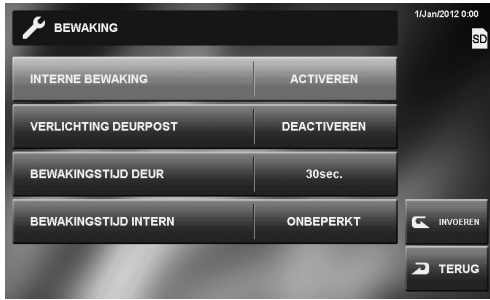 BEWAKING
1/Jan/2012 0:00
SD
INTERNE BEWAKING ACTIVEREN
VERLICHTING DEURPOST DEACTIVEREN
BEWAKINGSTIJD DEUR 30sec.
BEWAKINGSTIJD INTERN ONBEPERKT
INVOEREN
TERUG